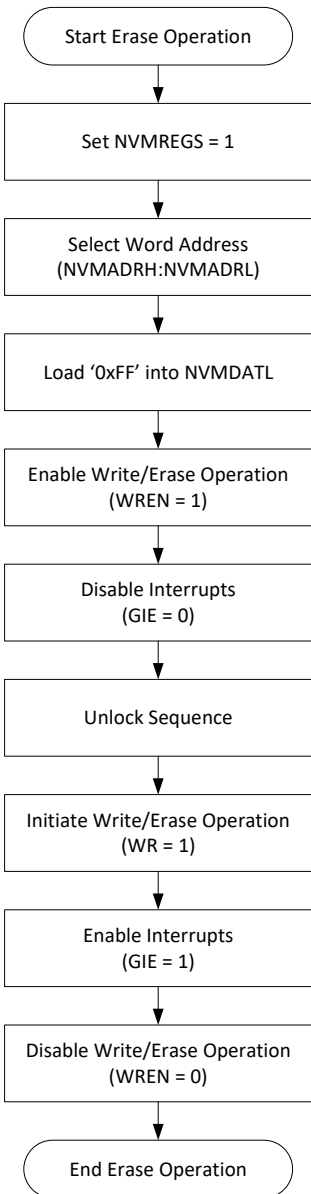 Start Erase Operation
Set NVMREGS = 1
Select Word Address
(NVMADRH:NVMADRL)
Load ‘0xFF’ into NVMDATL
Enable Write/Erase Operation
(WREN = 1)
Disable Interrupts
(GIE = 0)
Unlock Sequence
Initiate Write/Erase Operation
(WR = 1)
Enable Interrupts
(GIE = 1)
Disable Write/Erase Operation
(WREN = 0)
End Erase Operation